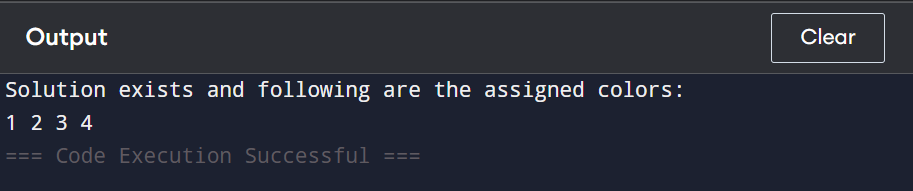 Output
Clear
Solution exists and following are the assigned colors:
1 2 3 4
=== Code Execution Successful ===